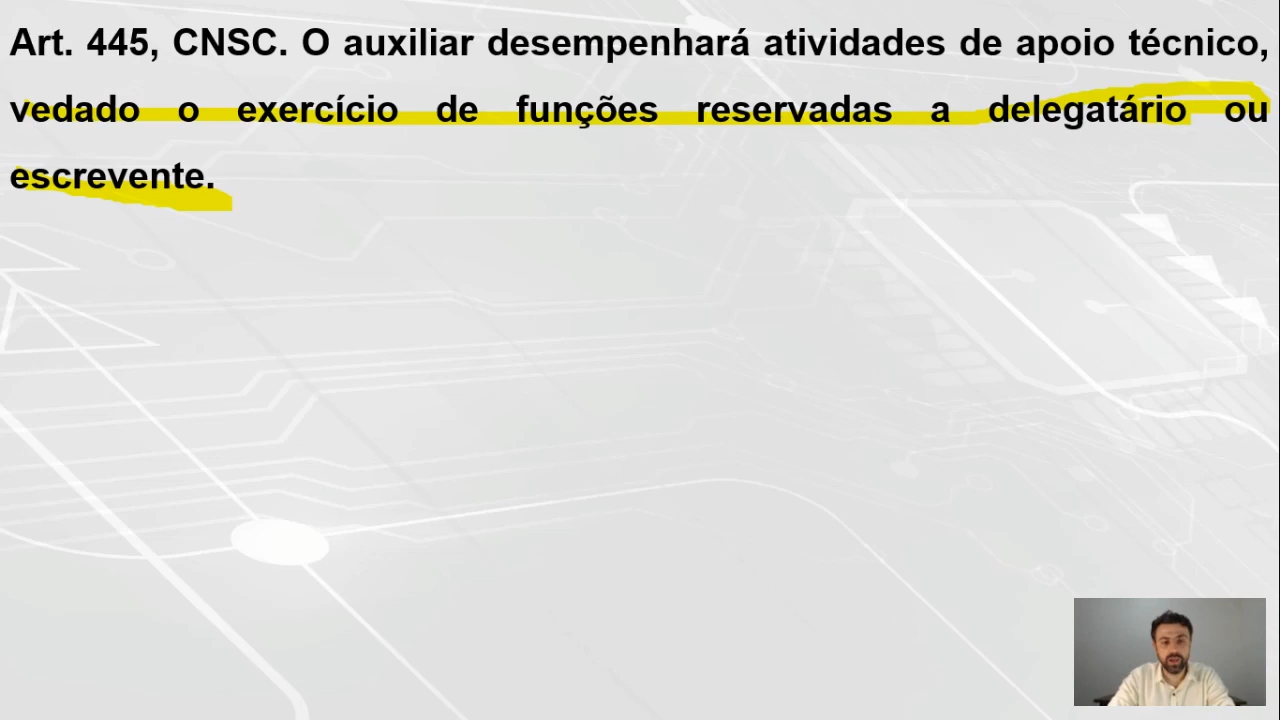 Art. 445, CNSC. O auxiliar desempenhará atividades de apoio técnico,
vedado o exercício de funções reservadas a delegatário ou
escrevente.